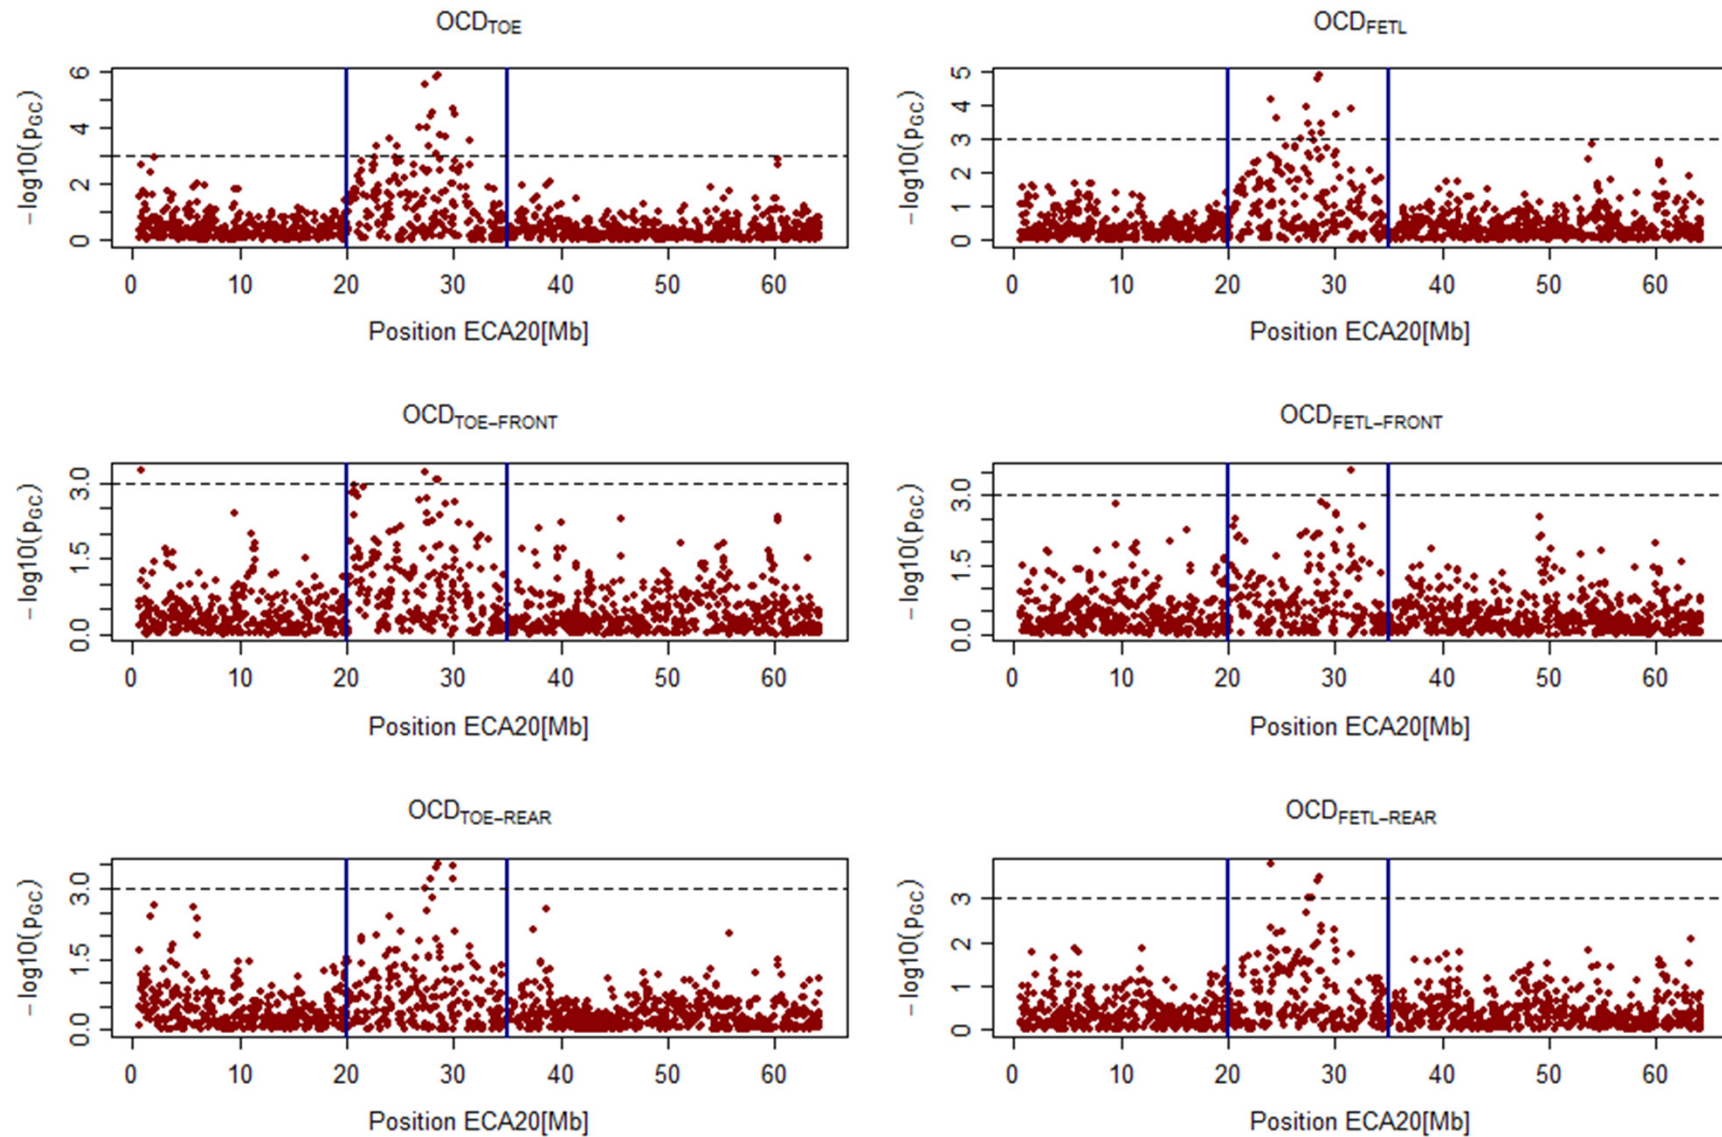 OCDTOE
−log10(pGC)
6
4
2
0
0 10 20 30 40 50 60
Position ECA20[Mb]
OCDFETL
−log10(pGC)
5
4
3
2
1
0
0 10 20 30 40 50 60
Position ECA20[Mb]
OCDTOE−FRONT
−log10(pGC)
3.0
1.5
0.0
0 10 20 30 40 50 60
Position ECA20[Mb]
OCDFETL−FRONT
−log10(pGC)
3.0
1.5
0.0
0 10 20 30 40 50 60
Position ECA20[Mb]
OCDTOE−REAR
−log10(pGC)
3.0
1.5
0.0
0 10 20 30 40 50 60
Position ECA20[Mb]
OCDFETL−REAR
−log10(pGC)
3
2
1
0
0 10 20 30 40 50 60
Position ECA20[Mb]